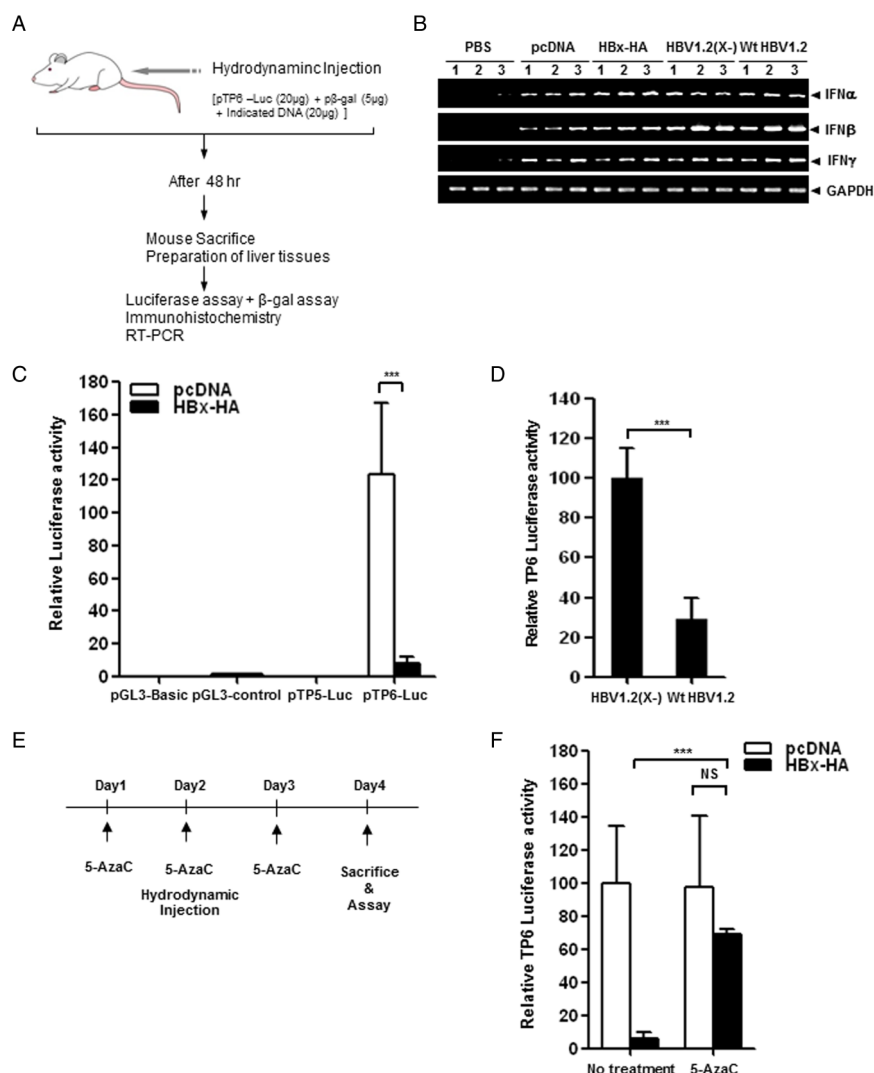 A
Hydrodynaminc Injection
[pTP6 –Luc (20μg) + pβ-gal (5μg)
+ Indicated DNA (20μg) ]
After 48 hr
Mouse Sacrifice
Preparation of liver tissues
Luciferase assay + β-gal assay
Immunohistochemistry
RT-PCR
B
PBS pcDNA HBx-HA HBV1.2(X-) Wt HBV1.2
1 2 3 1 2 3 1 2 3 1 2 3 1 2 3
IFNα
IFNβ
IFNγ
GAPDH
C
Relative Luciferase activity
180
160
140
120
100
80
60
40
20
0
pcDNA
HBx-HA
***
pGL3-Basic pGL3-control pTP5-Luc pTP6-Luc
D
Relative TP6 Luciferase activity
140
120
100
80
60
40
20
0
***
HBV1.2(X-) Wt HBV1.2
E
Day1 Day2 Day3 Day4
5-AzaC 5-AzaC 5-AzaC Sacrifice
Hydrodynamic &
Injection Assay
F
Relative TP6 Luciferase activity
180
160
140
120
100
80
60
40
20
0
pcDNA
HBx-HA
***
NS
No treatment 5-AzaC